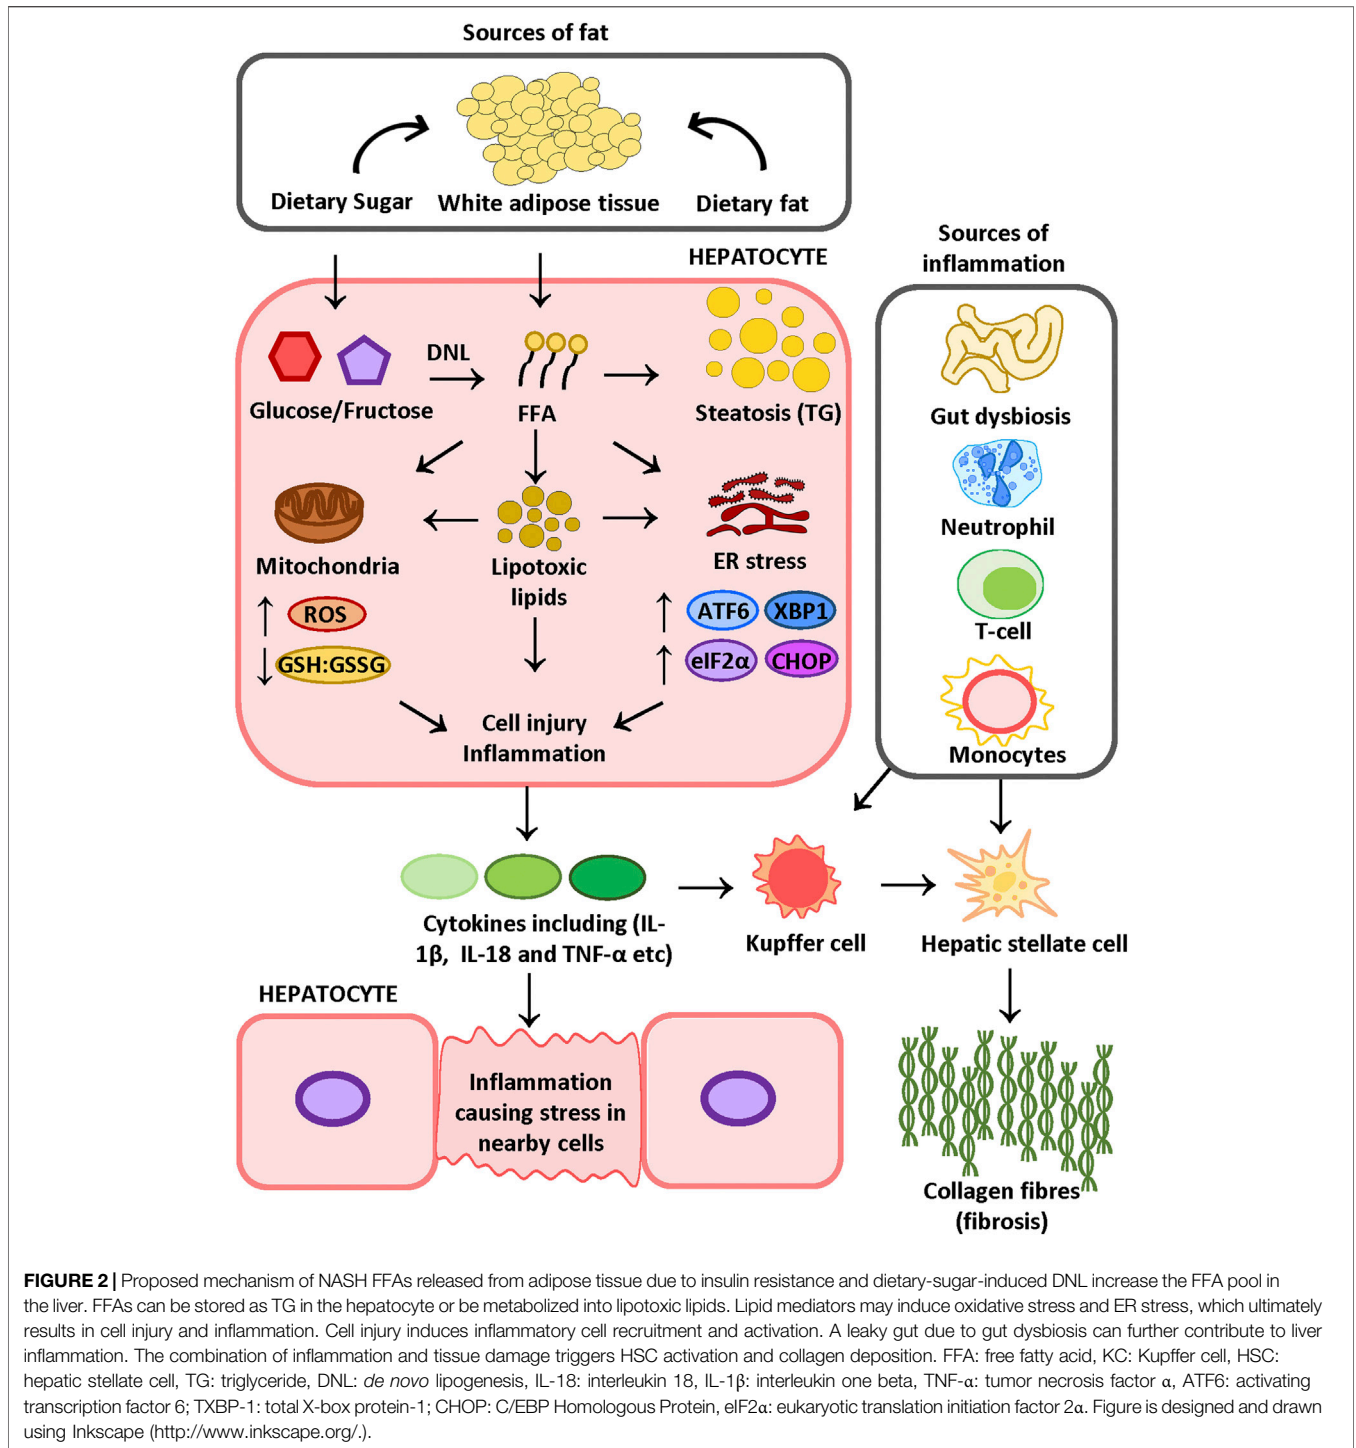 Sources of fat
Dietary Sugar
White adipose tissue
Dietary fat
HEPATOCYTE
Sources of
inflammation
DNL
Glucose/Fructose
FFA
Steatosis (TG)
Gut dysbiosis
Neutrophil
Mitochondria
Lipotoxic
lipids
ER stress
ROS
GSH:GSSG
ATF6
XBP1
eIF2α
CHOP
T-cell
Cell injury
Inflammation
Monocytes
Cytokines including (IL-
1β, IL-18 and TNF-α etc)
Kupffer cell
Hepatic stellate cell
HEPATOCYTE
Inflammation
causing stress in
nearby cells
Collagen fibres
(fibrosis)
FIGURE 2 | Proposed mechanism of NASH FFAs released from adipose tissue due to insulin resistance and dietary-sugar-induced DNL increase the FFA pool in
the liver. FFAs can be stored as TG in the hepatocyte or be metabolized into lipotoxic lipids. Lipid mediators may induce oxidative stress and ER stress, which ultimately
results in cell injury and inflammation. Cell injury induces inflammatory cell recruitment and activation. A leaky gut due to gut dysbiosis can further contribute to liver
inflammation. The combination of inflammation and tissue damage triggers HSC activation and collagen deposition. FFA: free fatty acid, KC: Kupffer cell, HSC:
hepatic stellate cell, TG: triglyceride, DNL: de novo lipogenesis, IL-18: interleukin 18, IL-1β: interleukin one beta, TNF-α: tumor necrosis factor α, ATF6: activating
transcription factor 6; TXBP-1: total X-box protein-1; CHOP: C/EBP Homologous Protein, eIF2α: eukaryotic translation initiation factor 2α. Figure is designed and drawn
using Inkscape (http://www.inkscape.org/.).